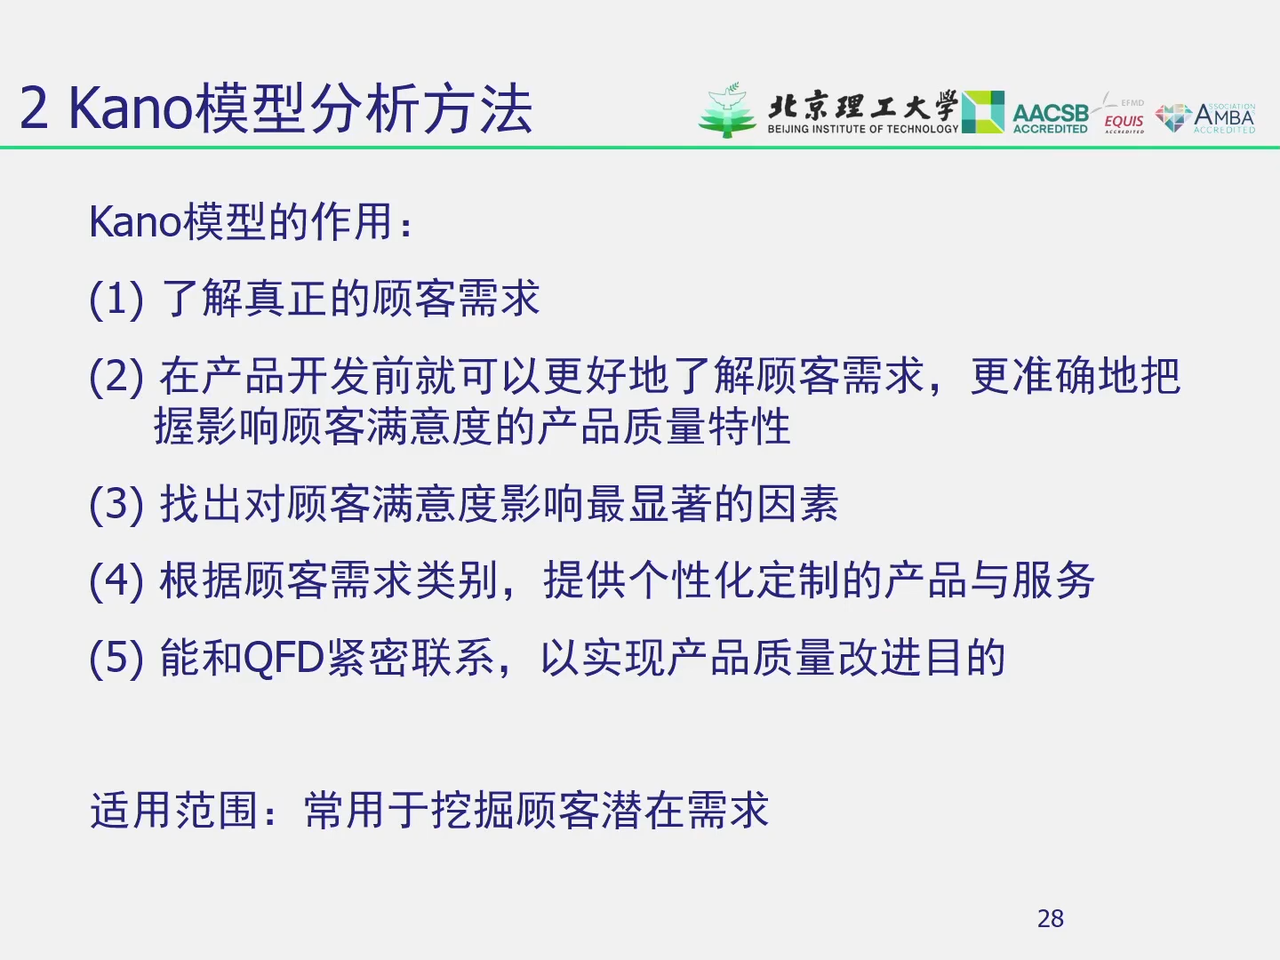 2 Kano模型分析方法
北京理工大学
BEIJING INSTITUTE OF TECHNOLOGY
AACSB
ACCREDITED
EFMD
EQUIS
ACCREDITED
ASSOCIATION
AMBA
ACCREDITED
Kano模型的作用：
(1) 了解真正的顾客需求
(2) 在产品开发前就可以更好地了解顾客需求，更准确地把
握影响顾客满意度的产品质量特性
(3) 找出对顾客满意度影响最显著的因素
(4) 根据顾客需求类别，提供个性化定制的产品与服务
(5) 能和QFD紧密联系，以实现产品质量改进目的
适用范围：常用于挖掘顾客潜在需求
28